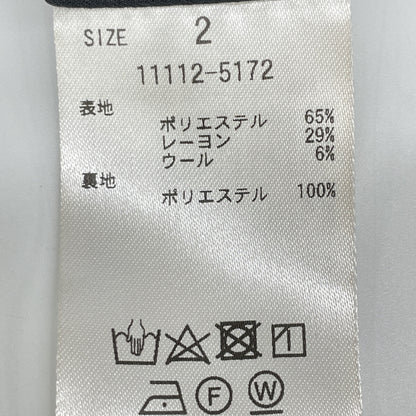 SIZE 2
11112-5172
表地
ポリエステル 65%
レーヨン 29%
ウール 6%
裏地
ポリエステル 100%
F W